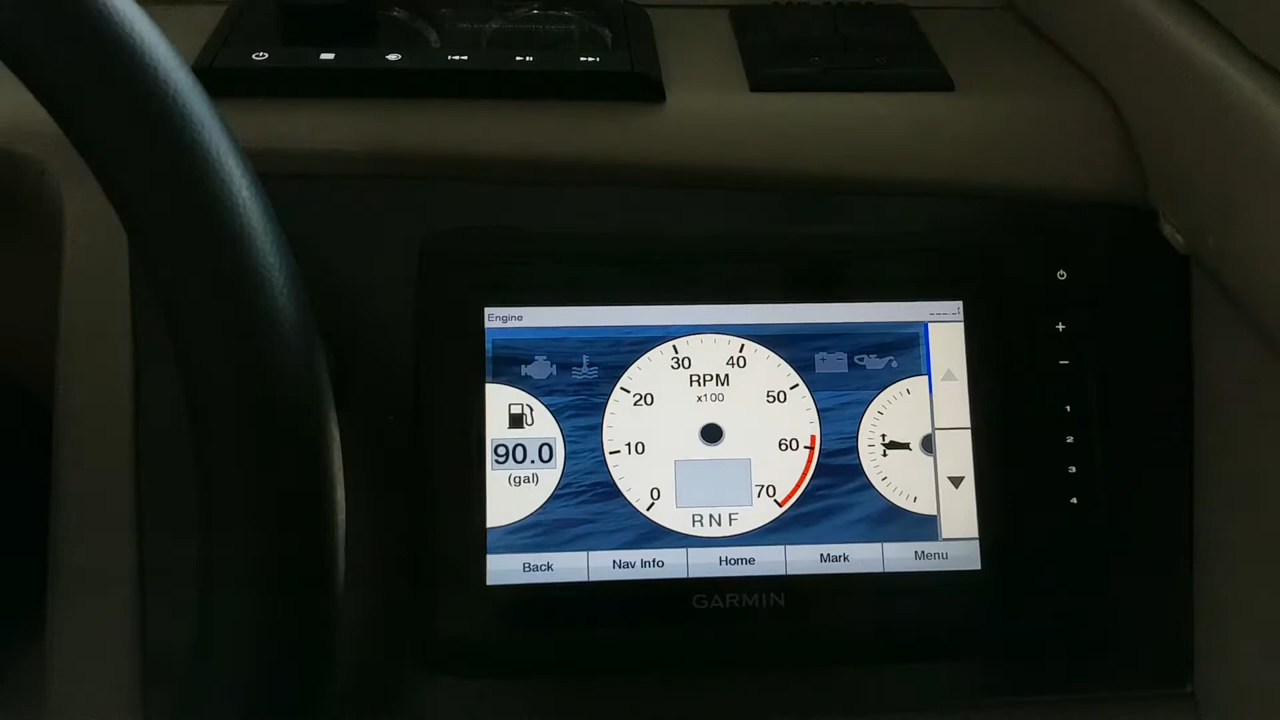 Engine
30 40
RPM
x100
20 50
10 60
0 70
R N F
90.0
(gal)
Back Nav Info Home Mark Menu
GARMIN
1
2
3
4